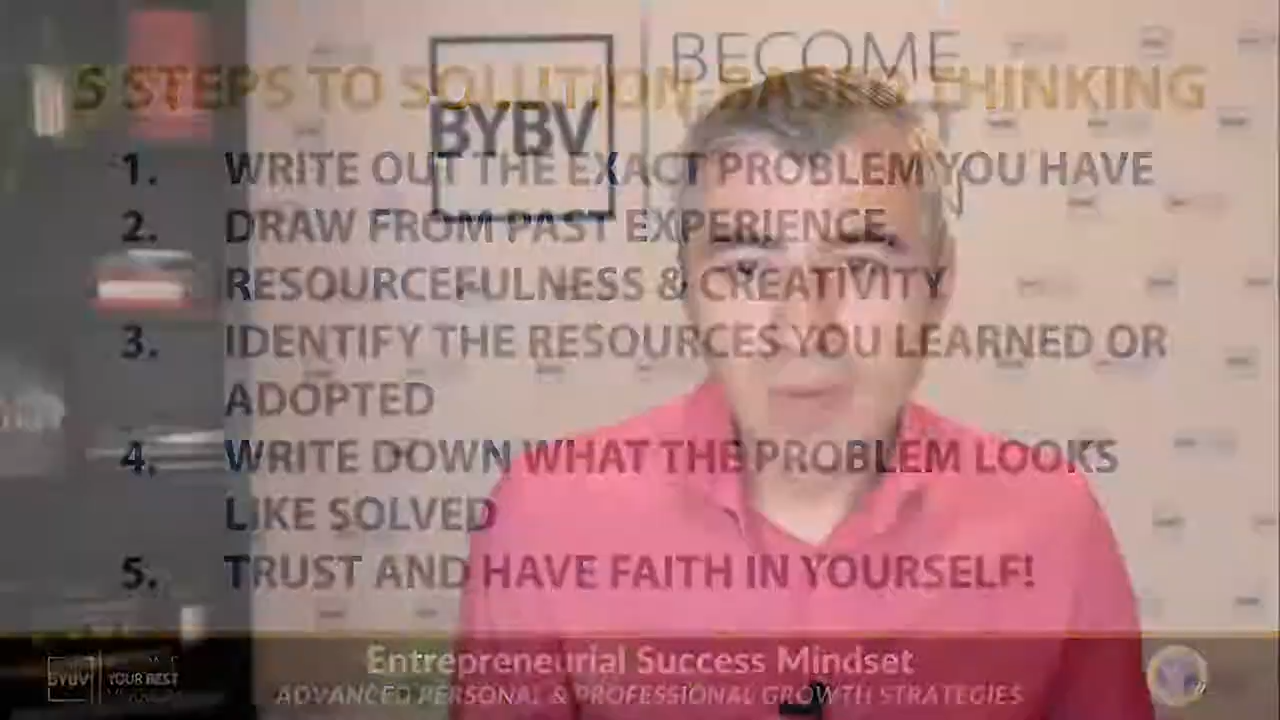 BECOME
5 STEPS TO SOLUTION-BASED THINKING
BYBV
1. WRITE OUT THE EXACT PROBLEM YOU HAVE
2. DRAW FROM PAST EXPERIENCE,
RESOURCEFULNESS & CREATIVITY
3. IDENTIFY THE RESOURCES YOU LEARNED OR
ADOPTED
4. WRITE DOWN WHAT THE PROBLEM LOOKS
LIKE SOLVED
5. TRUST AND HAVE FAITH IN YOURSELF!
Entrepreneurial Success Mindset
ADVANCED PERSONAL & PROFESSIONAL GROWTH STRATEGIES
BYBV
YOUR BEST